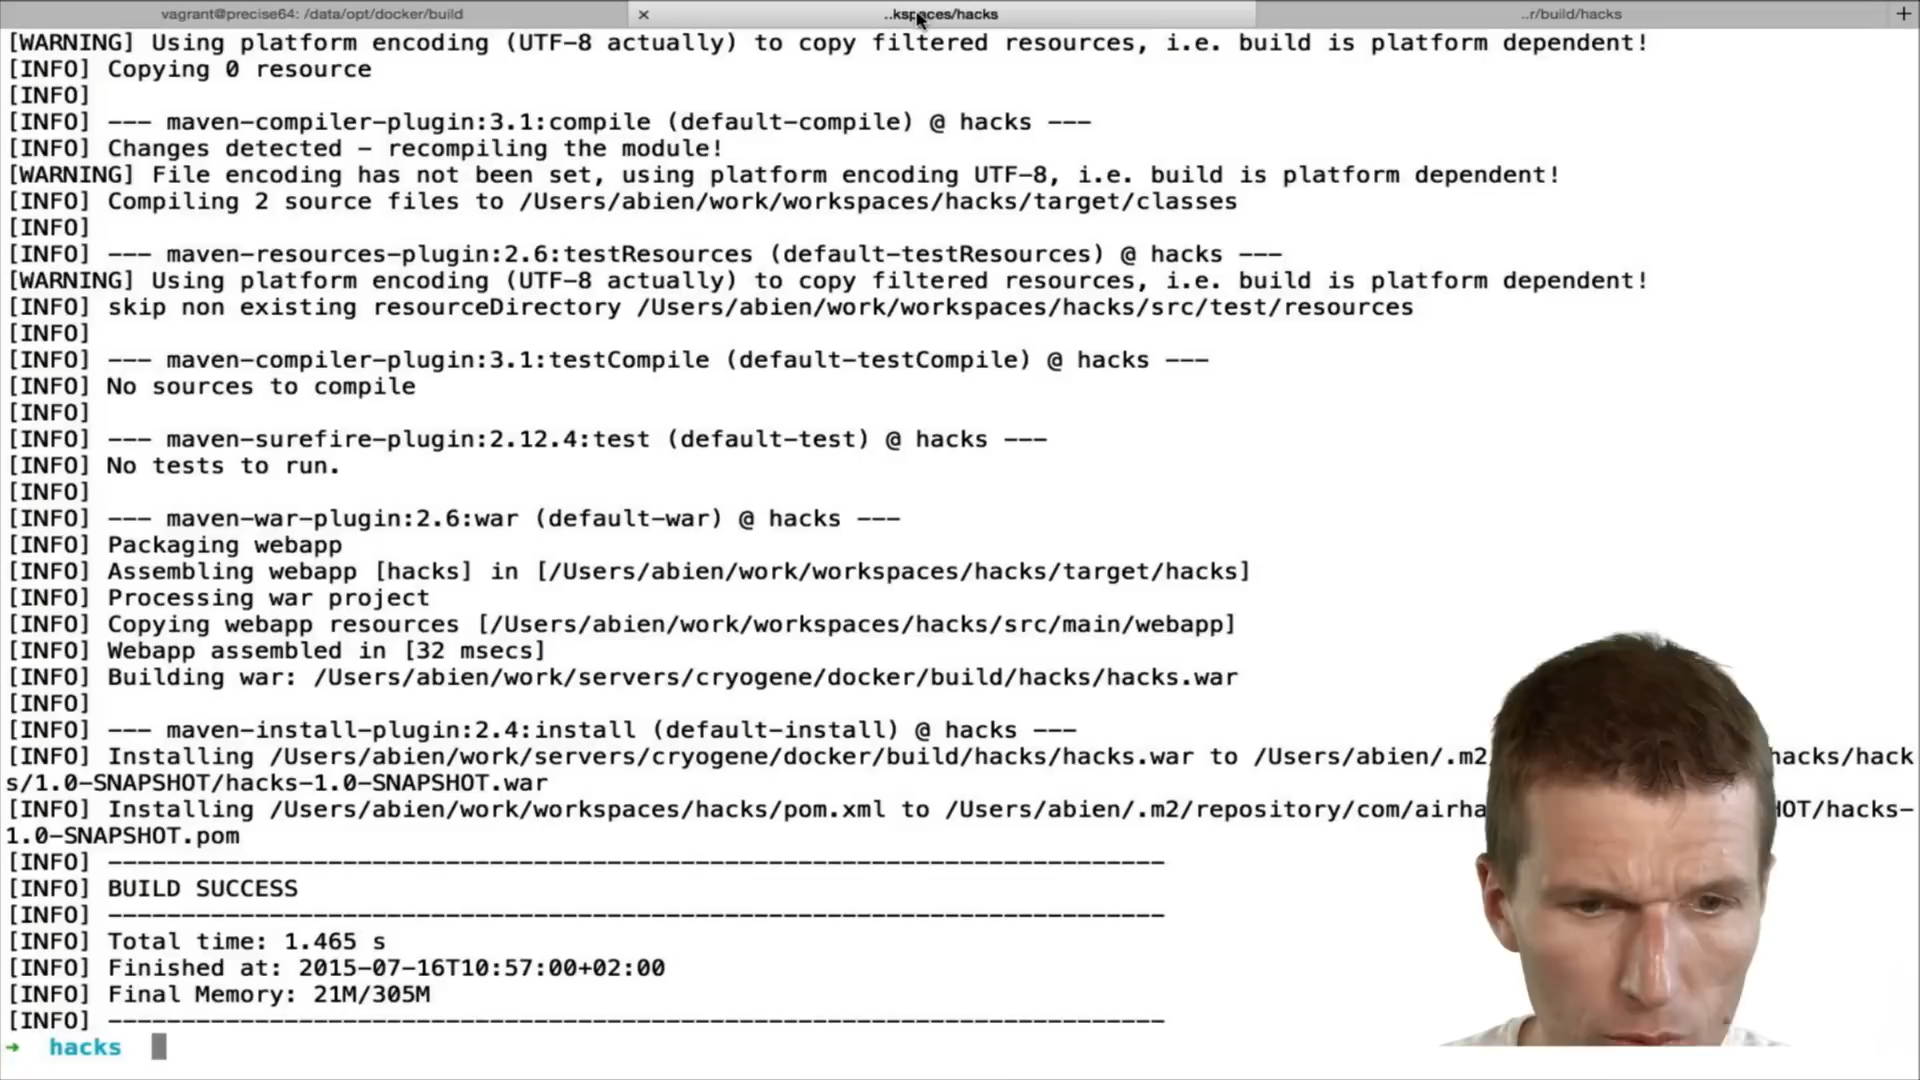 vagrant@precise64: /data/opt/docker/build
..kspaces/hacks
..r/build/hacks
[WARNING] Using platform encoding (UTF-8 actually) to copy filtered resources, i.e. build is platform dependent!
[INFO] Copying 0 resource
[INFO]
[INFO] --- maven-compiler-plugin:3.1:compile (default-compile) @ hacks ---
[INFO] Changes detected - recompiling the module!
[WARNING] File encoding has not been set, using platform encoding UTF-8, i.e. build is platform dependent!
[INFO] Compiling 2 source files to /Users/abien/work/workspaces/hacks/target/classes
[INFO]
[INFO] --- maven-resources-plugin:2.6:testResources (default-testResources) @ hacks ---
[WARNING] Using platform encoding (UTF-8 actually) to copy filtered resources, i.e. build is platform dependent!
[INFO] skip non existing resourceDirectory /Users/abien/work/workspaces/hacks/src/test/resources
[INFO]
[INFO] --- maven-compiler-plugin:3.1:testCompile (default-testCompile) @ hacks ---
[INFO] No sources to compile
[INFO]
[INFO] --- maven-surefire-plugin:2.12.4:test (default-test) @ hacks ---
[INFO] No tests to run.
[INFO]
[INFO] --- maven-war-plugin:2.6:war (default-war) @ hacks ---
[INFO] Packaging webapp
[INFO] Assembling webapp [hacks] in [/Users/abien/work/workspaces/hacks/target/hacks]
[INFO] Processing war project
[INFO] Copying webapp resources [/Users/abien/work/workspaces/hacks/src/main/webapp]
[INFO] Webapp assembled in [32 msecs]
[INFO] Building war: /Users/abien/work/servers/cryogene/docker/build/hacks/hacks.war
[INFO]
[INFO] --- maven-install-plugin:2.4:install (default-install) @ hacks ---
[INFO] Installing /Users/abien/work/servers/cryogene/docker/build/hacks/hacks.war to /Users/abien/.m2 hacks/hack
s/1.0-SNAPSHOT/hacks-1.0-SNAPSHOT.war
[INFO] Installing /Users/abien/work/workspaces/hacks/pom.xml to /Users/abien/.m2/repository/com/airha HOT/hacks-
1.0-SNAPSHOT.pom
[INFO] ------------------------------------------------------------------------
[INFO] BUILD SUCCESS
[INFO] ------------------------------------------------------------------------
[INFO] Total time: 1.465 s
[INFO] Finished at: 2015-07-16T10:57:00+02:00
[INFO] Final Memory: 21M/305M
[INFO] ------------------------------------------------------------------------
→ hacks